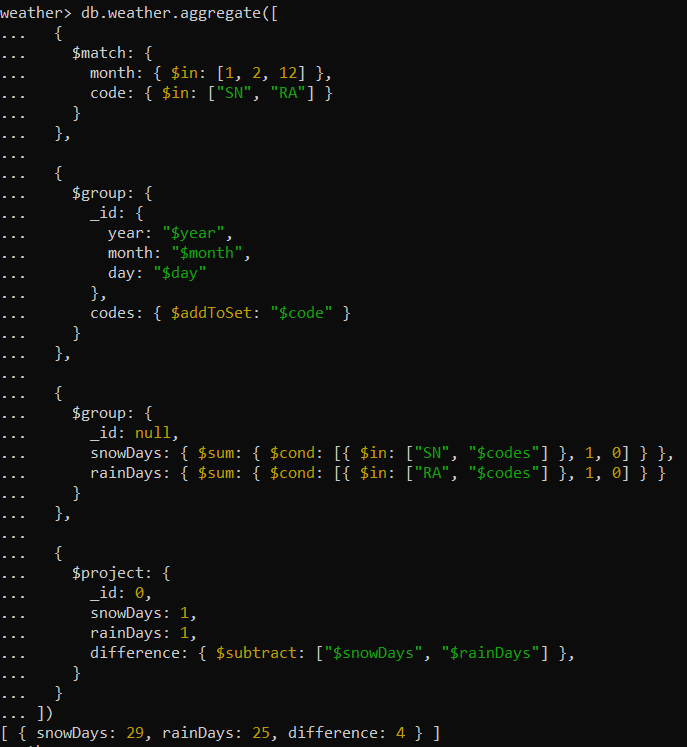 weather> db.weather.aggregate([
...   {
...     $match: {
...       month: { $in: [1, 2, 12] },
...       code: { $in: ["SN", "RA"] }
...     }
...   },
...
...   {
...     $group: {
...       _id: {
...         year: "$year",
...         month: "$month",
...         day: "$day"
...       },
...       codes: { $addToSet: "$code" }
...     }
...   },
...
...   {
...     $group: {
...       _id: null,
...       snowDays: { $sum: { $cond: [{ $in: ["SN", "$codes"] }, 1, 0] } },
...       rainDays: { $sum: { $cond: [{ $in: ["RA", "$codes"] }, 1, 0] } }
...     }
...   },
...
...   {
...     $project: {
...       _id: 0,
...       snowDays: 1,
...       rainDays: 1,
...       difference: { $subtract: ["$snowDays", "$rainDays"] },
...     }
...   }
... ])
[ { snowDays: 29, rainDays: 25, difference: 4 } ]